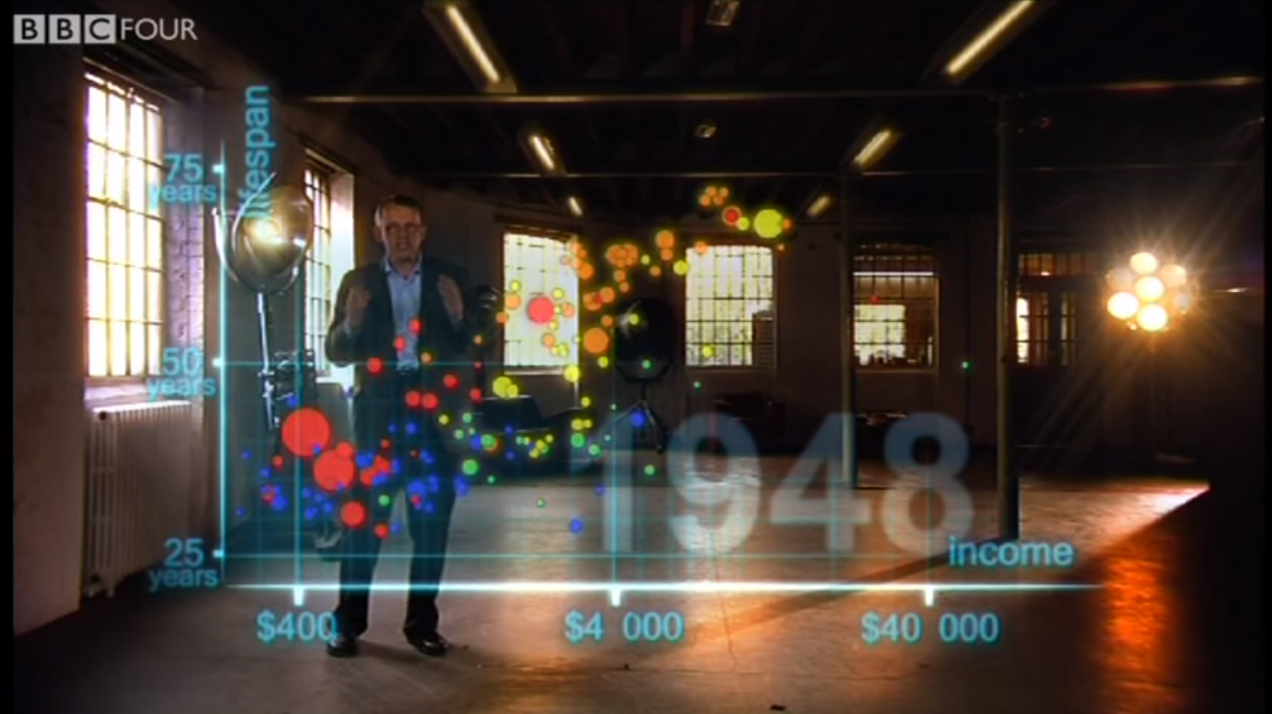 BBC FOUR
lifespan
75
years
50
years
25
years
1948
income
$400
$4 000
$40 000